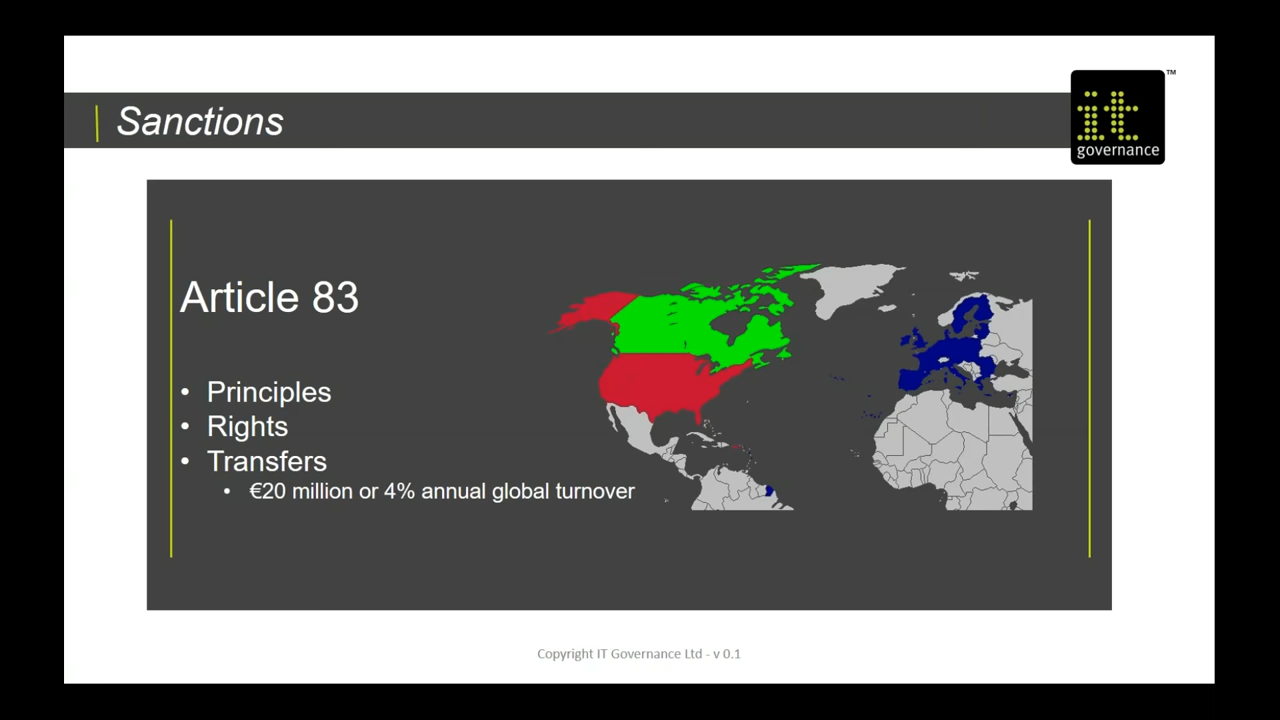 Sanctions
™
it
governance
Article 83
• Principles
• Rights
• Transfers
• €20 million or 4% annual global turnover
Copyright IT Governance Ltd - v 0.1